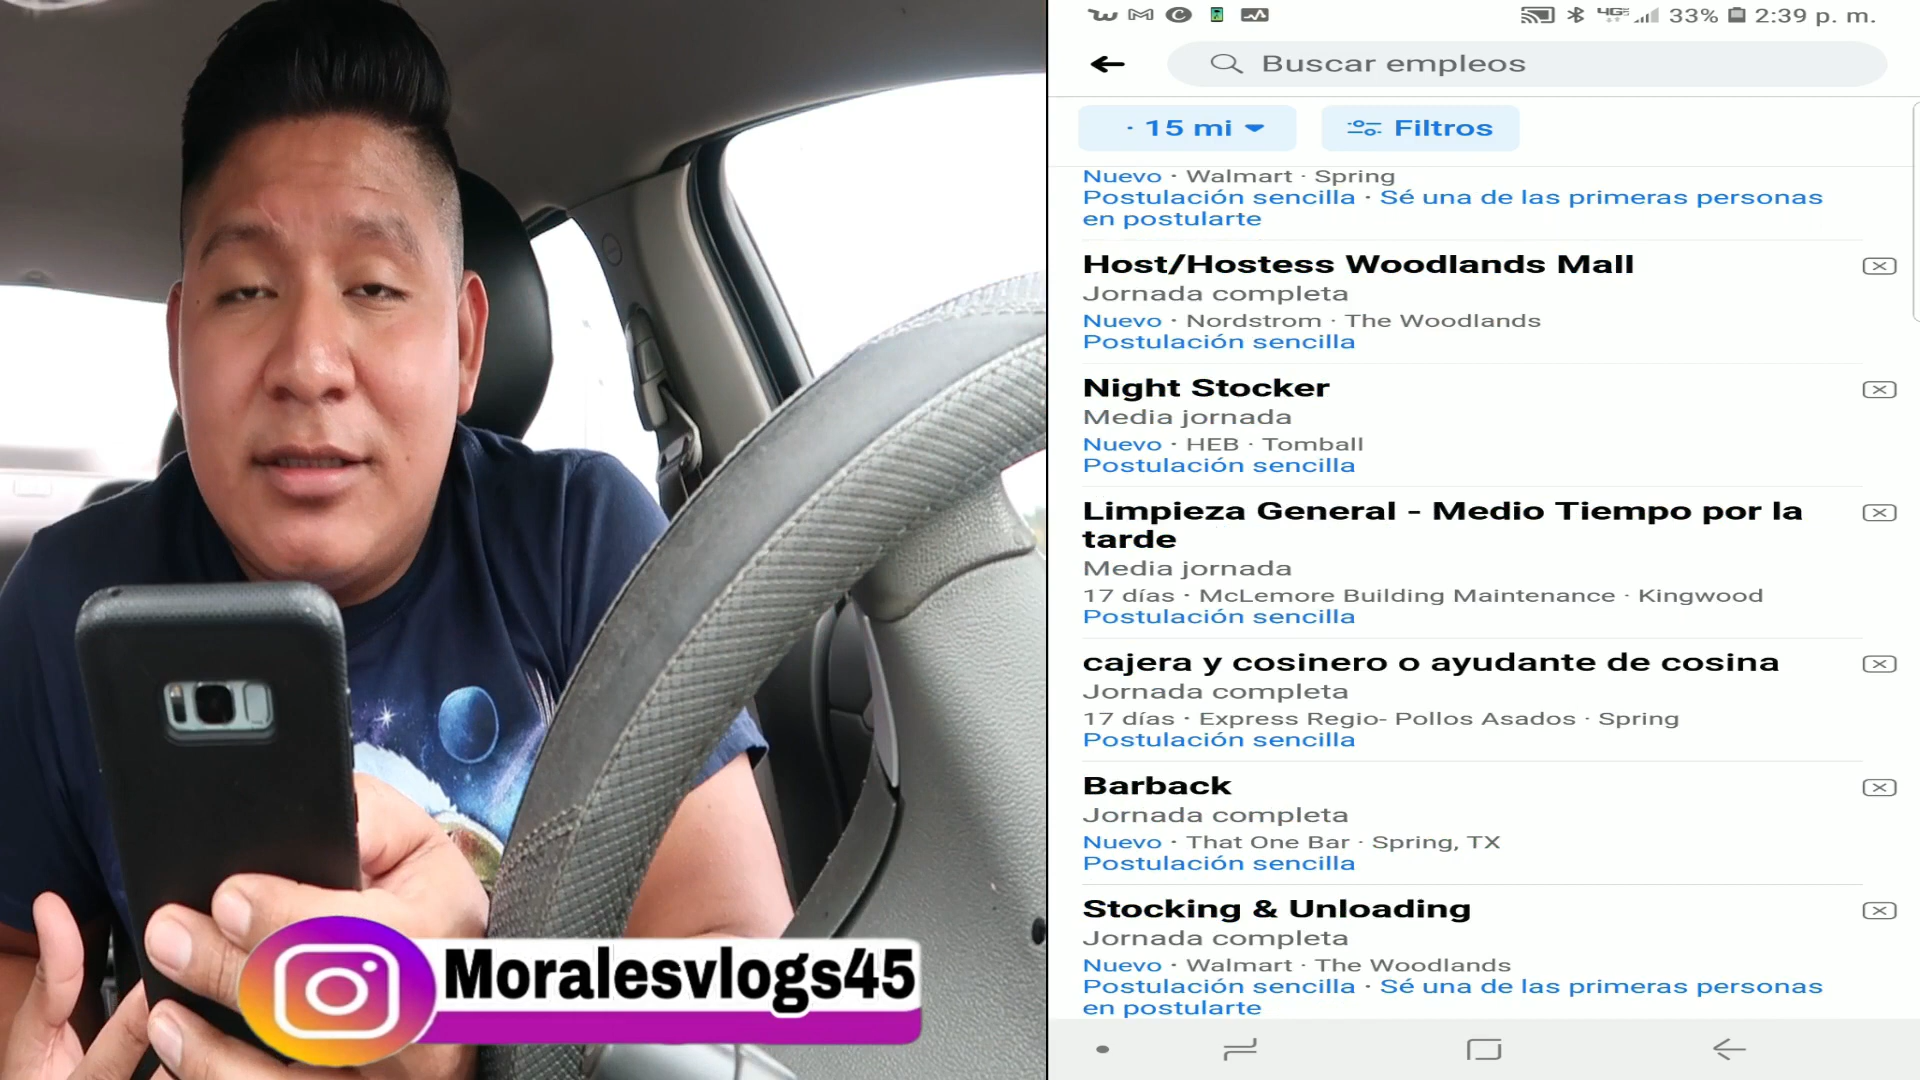 Moralesvlogs45
33% 2:39 p. m.
Buscar empleos
· 15 mi
Filtros
Nuevo · Walmart · Spring
Postulación sencilla · Sé una de las primeras personas
en postularte
Host/Hostess Woodlands Mall
Jornada completa
Nuevo · Nordstrom · The Woodlands
Postulación sencilla
Night Stocker
Media jornada
Nuevo · HEB · Tomball
Postulación sencilla
Limpieza General - Medio Tiempo por la
tarde
Media jornada
17 días · McLemore Building Maintenance · Kingwood
Postulación sencilla
cajera y cosinero o ayudante de cosina
Jornada completa
17 días · Express Regio- Pollos Asados · Spring
Postulación sencilla
Barback
Jornada completa
Nuevo · That One Bar · Spring, TX
Postulación sencilla
Stocking & Unloading
Jornada completa
Nuevo · Walmart · The Woodlands
Postulación sencilla · Sé una de las primeras personas
en postularte